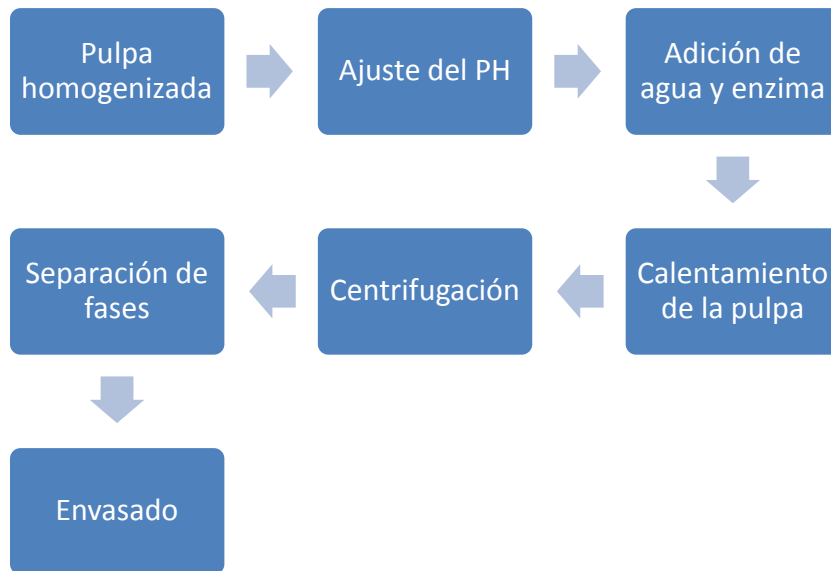 Pulpa
homogenizada
Ajuste del PH
Adición de
agua y enzima
Calentamiento
de la pulpa
Centrifugación
Separación de
fases
Envasado